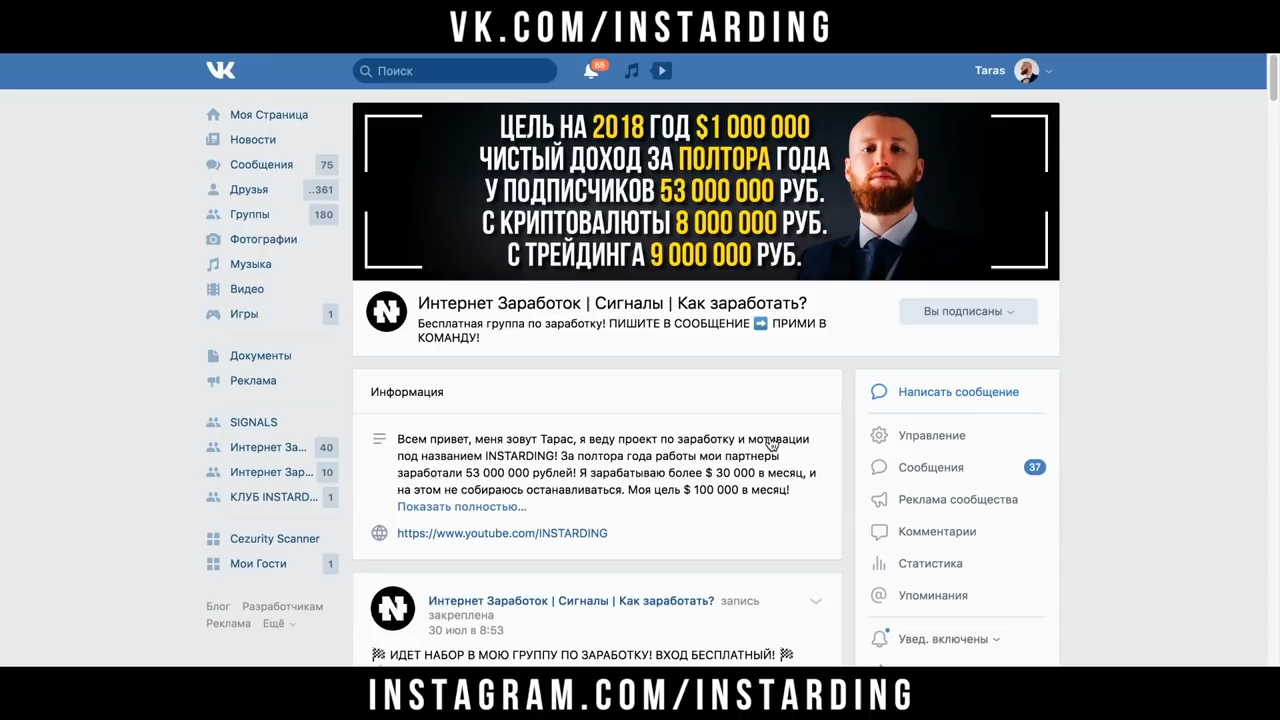 VK.COM/INSTARDING
Поиск
65
Taras
Моя Страница
Новости
Сообщения 75
Друзья ..361
Группы 180
Фотографии
Музыка
Видео
Игры 1
Документы
Реклама
SIGNALS
Интернет За... 40
Интернет Зар... 10
КЛУБ INSTARD... 1
Cezurity Scanner
Мои Гости 1
Блог Разработчикам
Реклама Ещё
ЦЕЛЬ НА 2018 ГОД $1 000 000
ЧИСТЫЙ ДОХОД ЗА ПОЛТОРА ГОДА
У ПОДПИСЧИКОВ 53 000 000 РУБ.
С КРИПТОВАЛЮТЫ 8 000 000 РУБ.
С ТРЕЙДИНГА 9 000 000 РУБ.
Интернет Заработок | Сигналы | Как заработать?
Бесплатная группа по заработку! ПИШИТЕ В СООБЩЕНИЕ ➡ ПРИМИ В
КОМАНДУ!
Вы подписаны
Информация
Всем привет, меня зовут Тарас, я веду проект по заработку и мотивации
под названием INSTARDING! За полтора года работы мои партнеры
заработали 53 000 000 рублей! Я зарабатываю более $ 30 000 в месяц, и
на этом не собираюсь останавливаться. Моя цель $ 100 000 в месяц!
Показать полностью...
https://www.youtube.com/INSTARDING
Интернет Заработок | Сигналы | Как заработать? запись
закреплена
30 июл в 8:53
🏁 ИДЕТ НАБОР В МОЮ ГРУППУ ПО ЗАРАБОТКУ! ВХОД БЕСПЛАТНЫЙ! 🏁
Написать сообщение
Управление
Сообщения 37
Реклама сообщества
Комментарии
Статистика
Упоминания
Увед. включены
INSTAGRAM.COM/INSTARDING